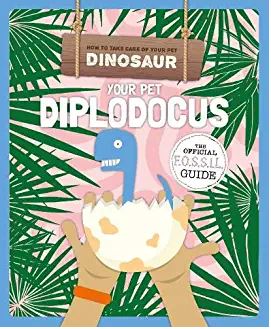 HOW TO TAKE CARE OF YOUR PET
DINOSAUR
YOUR PET
DIPLODOCUS
THE
OFFICIAL
F.O.S.S.I.L.
GUIDE